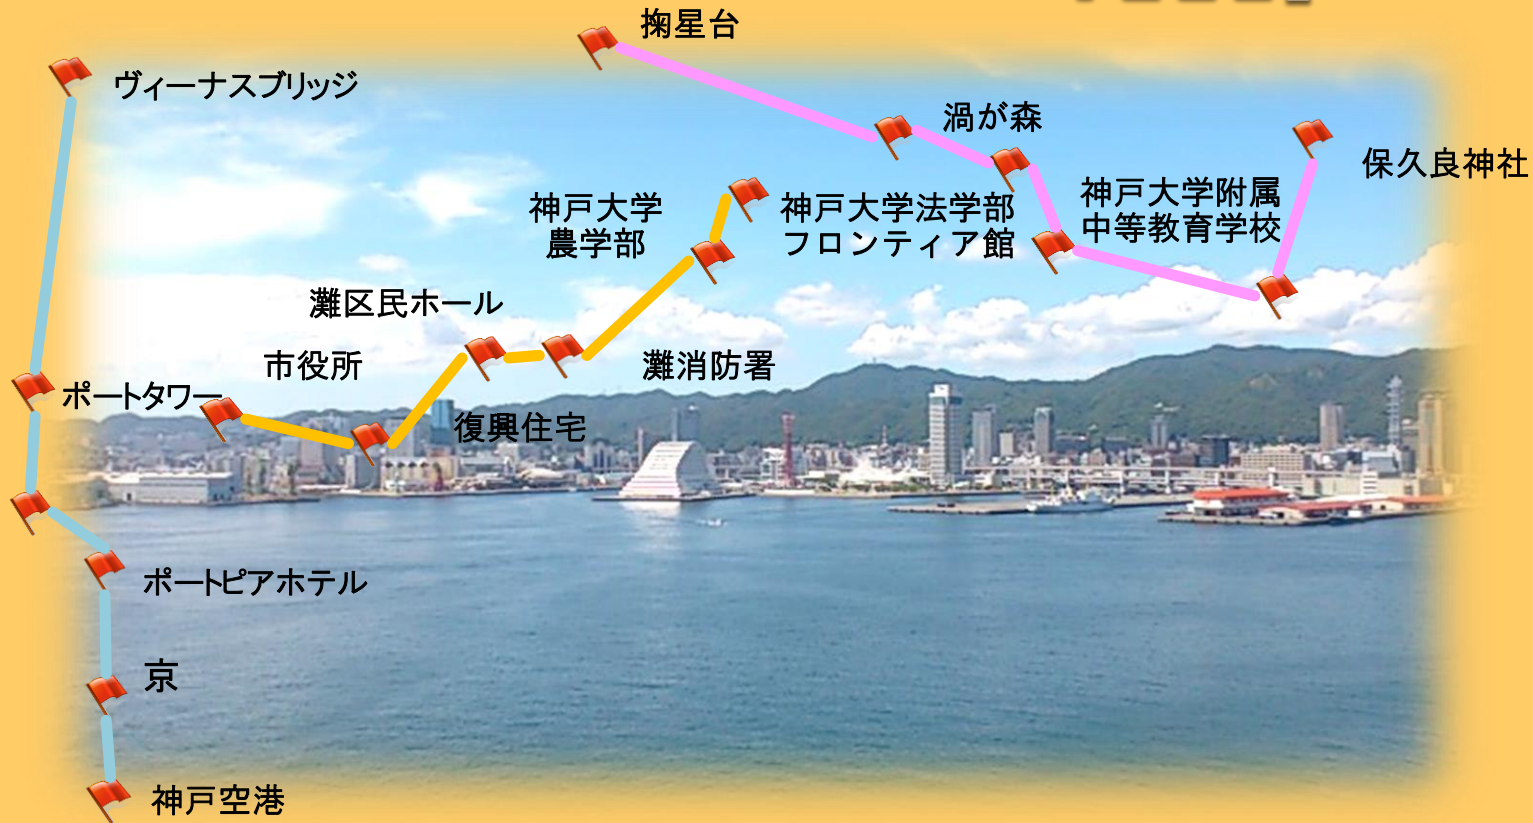 掬星台
ヴィーナスブリッジ
渦が森
保久良神社
神戸大学附属
中等教育学校
神戸大学
農学部
神戸大学法学部
フロンティア館
灘区民ホール
市役所
灘消防署
ポートタワー
復興住宅
ポートピアホテル
京
神戸空港